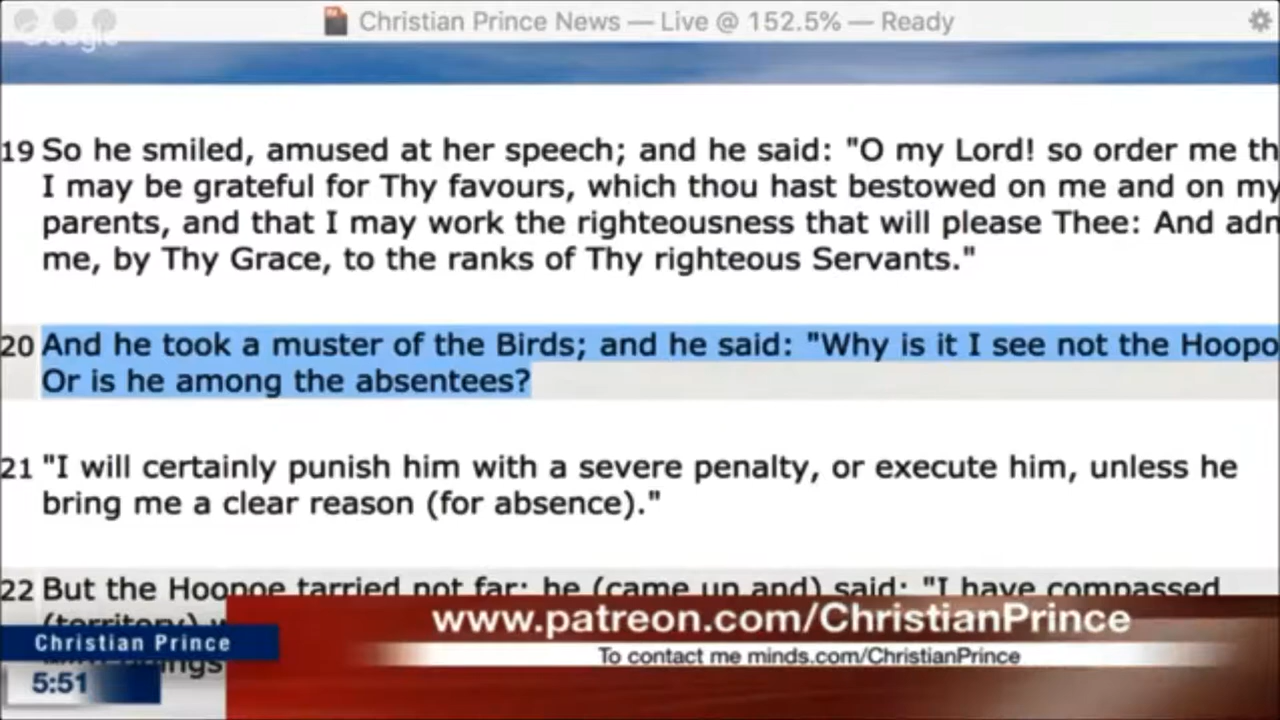 Christian Prince News — Live @ 152.5% — Ready
Google
19 So he smiled, amused at her speech; and he said: "O my Lord! so order me th
I may be grateful for Thy favours, which thou hast bestowed on me and on my
parents, and that I may work the righteousness that will please Thee: And adm
me, by Thy Grace, to the ranks of Thy righteous Servants."
20 And he took a muster of the Birds; and he said: "Why is it I see not the Hoopo
Or is he among the absentees?
21 "I will certainly punish him with a severe penalty, or execute him, unless he
bring me a clear reason (for absence)."
22 But the Hoopoe tarried not far: he (came up and) said: "I have compassed
(territory)
www.patreon.com/ChristianPrince
Christian Prince
To contact me minds.com/ChristianPrince
5:51